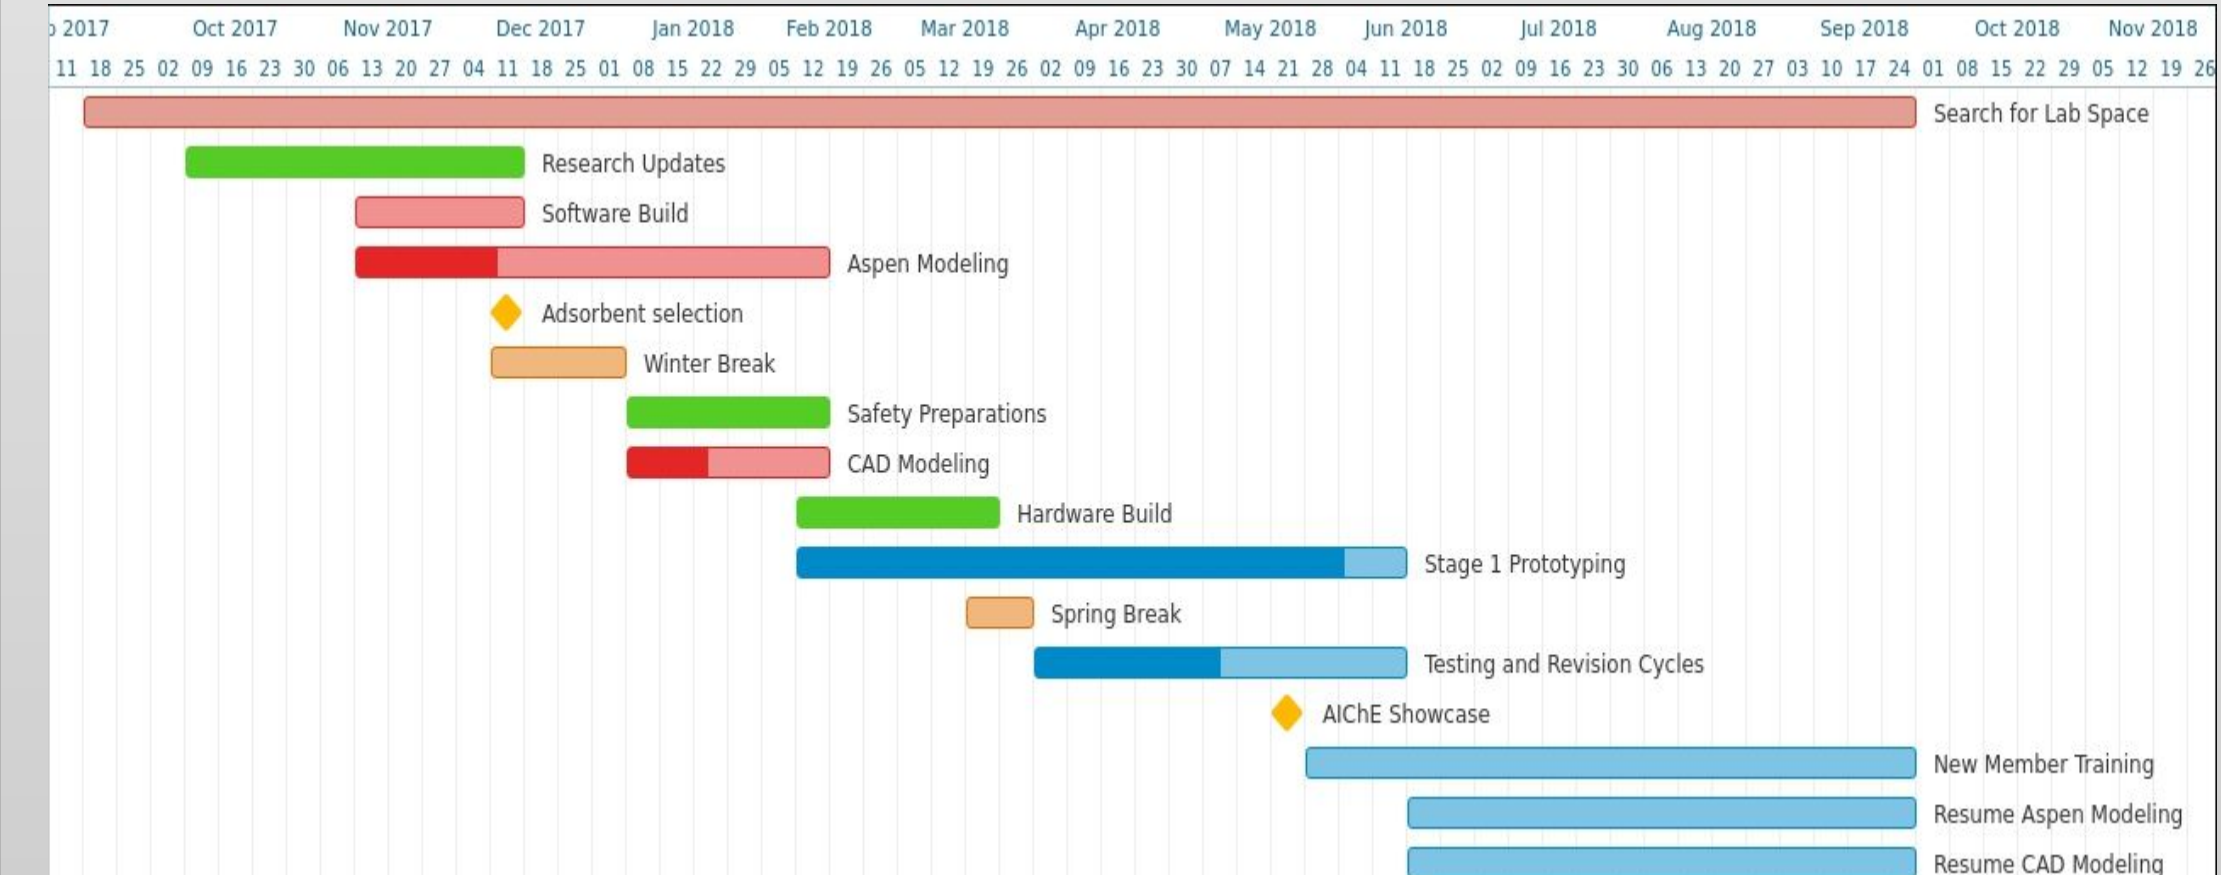 2017 Oct 2017 Nov 2017 Dec 2017 Jan 2018 Feb 2018 Mar 2018 Apr 2018 May 2018 Jun 2018 Jul 2018 Aug 2018 Sep 2018 Oct 2018 Nov 2018
11 18 25 02 09 16 23 30 06 13 20 27 04 11 18 25 01 08 15 22 29 05 12 19 26 05 12 19 26 02 09 16 23 30 07 14 21 28 04 11 18 25 02 09 16 23 30 06 13 20 27 03 10 17 24 01 08 15 22 29 05 12 19 26
Search for Lab Space
Research Updates
Software Build
Aspen Modeling
Adsorbent selection
Winter Break
Safety Preparations
CAD Modeling
Hardware Build
Stage 1 Prototyping
Spring Break
Testing and Revision Cycles
AIChE Showcase
New Member Training
Resume Aspen Modeling
Resume CAD Modeling